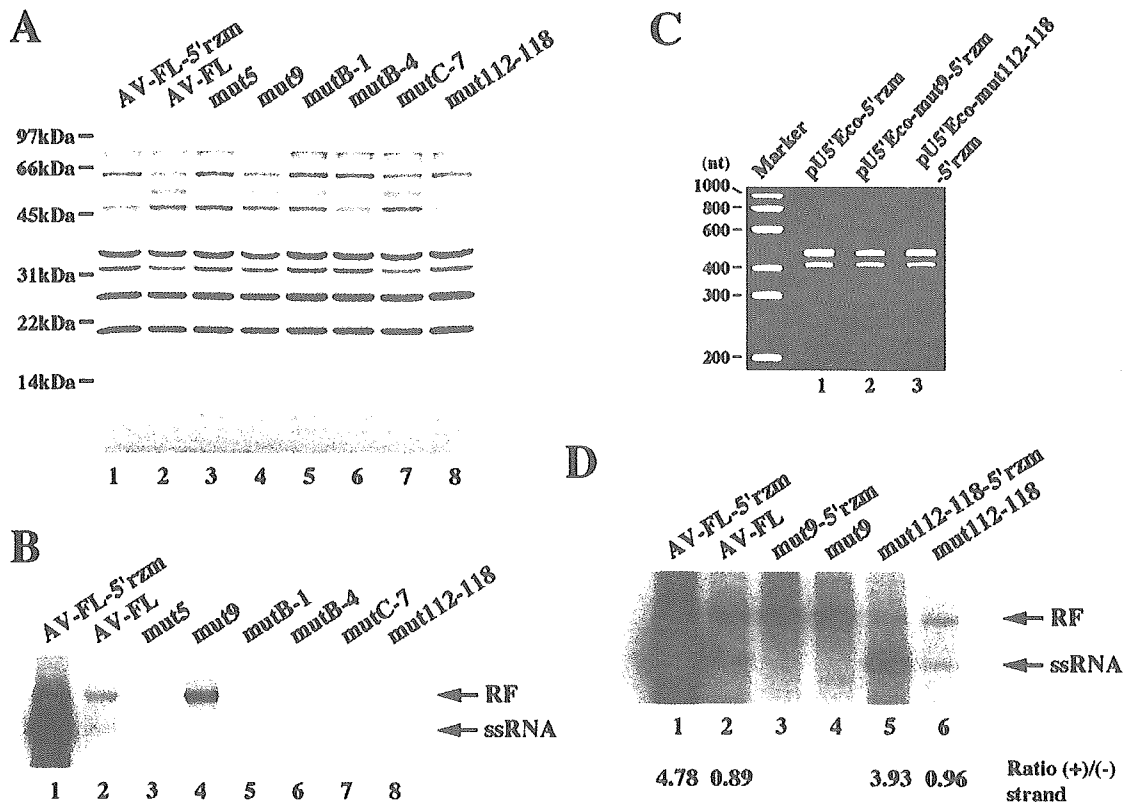 A
AV-FL-5'rzm
AV-FL
mut5
mut9
mutB-1
mutB-4
mutC-7
mut112-118
97kDa
66kDa
45kDa
31kDa
22kDa
14kDa
1 2 3 4 5 6 7 8
B
AV-FL-5'rzm
AV-FL
mut5
mut9
mutB-1
mutB-4
mutC-7
mut112-118
RF
ssRNA
1 2 3 4 5 6 7 8
C
(nt)
Marker
pU5'Eco-5'rzm
pU5'Eco-mut9-5'rzm
pU5'Eco-mut112-118
-5'rzm
1000
800
600
400
300
200
1 2 3
D
AV-FL-5'rzm
AV-FL
mut9-5'rzm
mut9
mut112-118-5'rzm
mut112-118
RF
ssRNA
1 2 3 4 5 6
4.78 0.89 3.93 0.96 Ratio (+)/(-)
strand